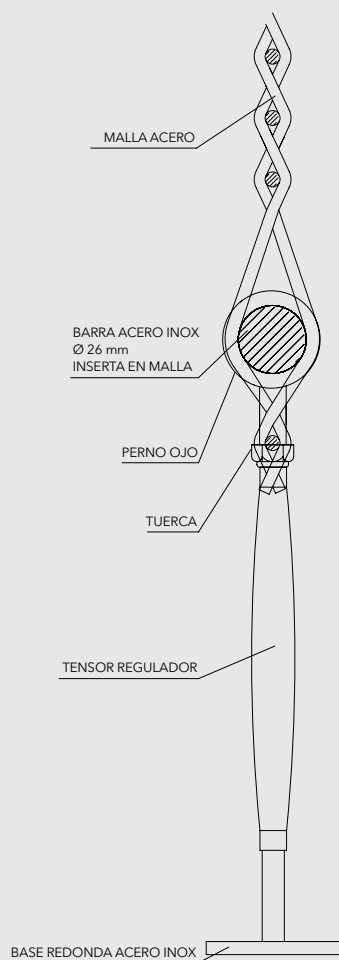 MALLA ACERO
BARRA ACERO INOX
Ø 26 mm
INSERTA EN MALLA
PERNO OJO
TUERCA
TENSOR REGULADOR
BASE REDONDA ACERO INOX